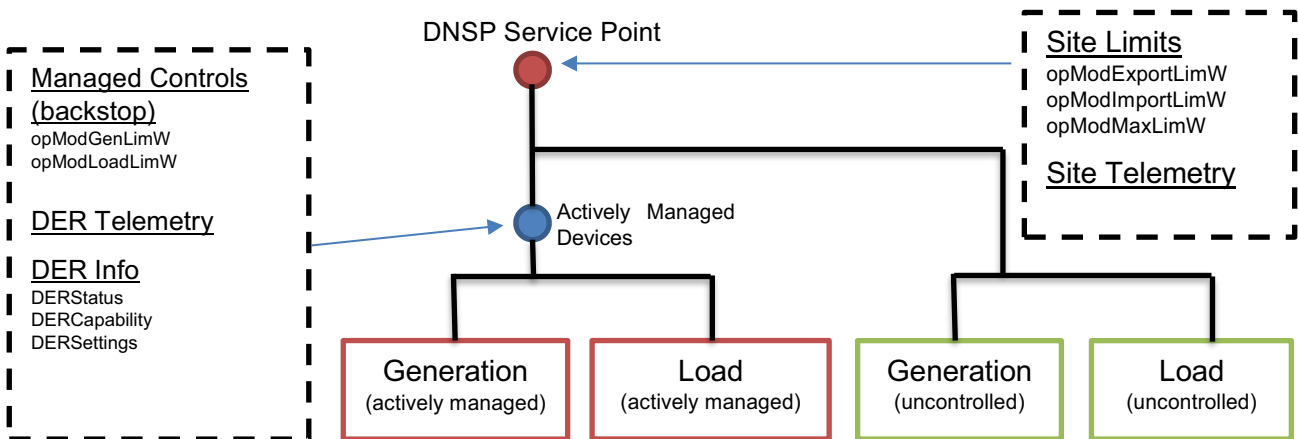 DNSP Service Point
Managed Controls
(backstop)
opModGenLimW
opModLoadLimW
DER Telemetry
DER Info
DERStatus
DERCapability
DERSettings
Site Limits
opModExportLimW
opModImportLimW
opModMaxLimW
Site Telemetry
Actively Managed
Devices
Generation
(actively managed)
Load
(actively managed)
Generation
(uncontrolled)
Load
(uncontrolled)